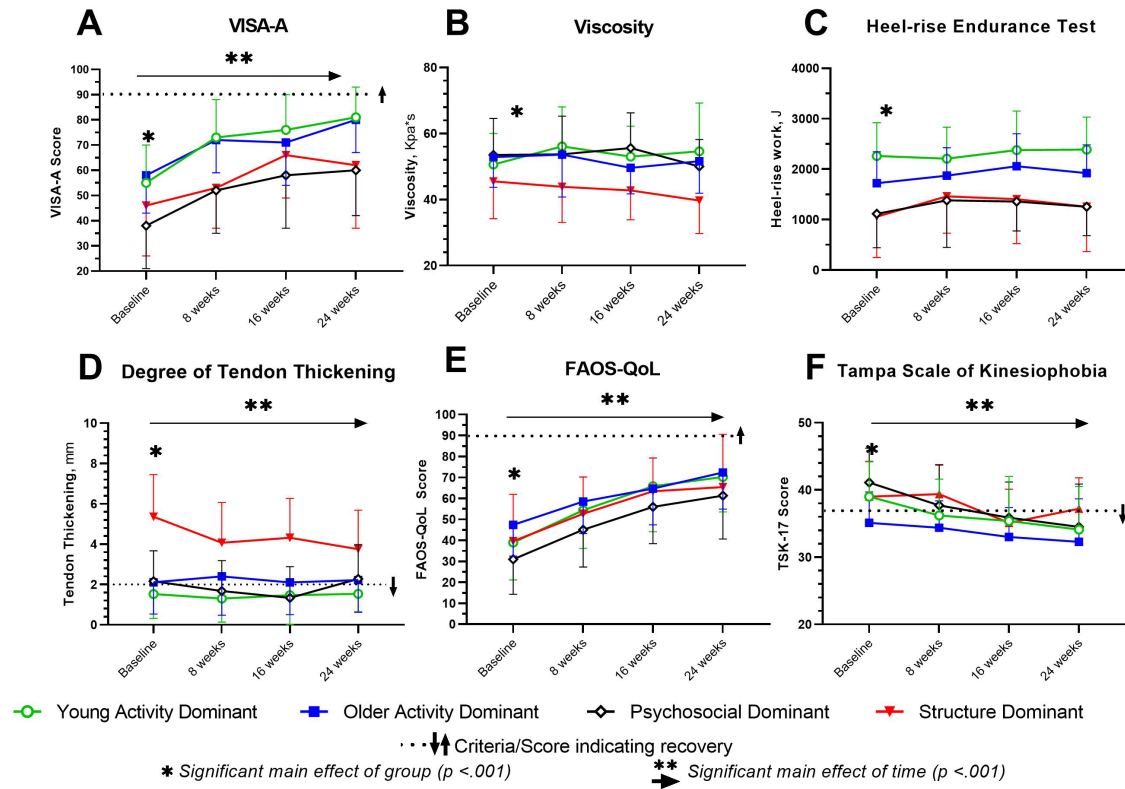 A VISA-A
**
100
90
80
70
60
50
40
30
20
*
VISA-A Score
Baseline 8 weeks 16 weeks 24 weeks
B Viscosity
80
60
40
20
*
Viscosity, Kpa*s
Baseline 8 weeks 16 weeks 24 weeks
C Heel-rise Endurance Test
4000
3000
2000
1000
0
*
Heel-rise work, J
Baseline 8 weeks 16 weeks 24 weeks
D Degree of Tendon Thickening
**
10
8
6
4
2
0
*
Tendon Thickening, mm
Baseline 8 weeks 16 weeks 24 weeks
E FAOS-QoL
**
100
90
80
70
60
50
40
30
20
10
0
*
FAOS-QoL Score
Baseline 8 weeks 16 weeks 24 weeks
F Tampa Scale of Kinesiophobia
**
50
40
30
20
*
TSK-17 Score
Baseline 8 weeks 16 weeks 24 weeks
Young Activity Dominant Older Activity Dominant Psychosocial Dominant Structure Dominant
Criteria/Score indicating recovery
* Significant main effect of group (p <.001) ** Significant main effect of time (p <.001)